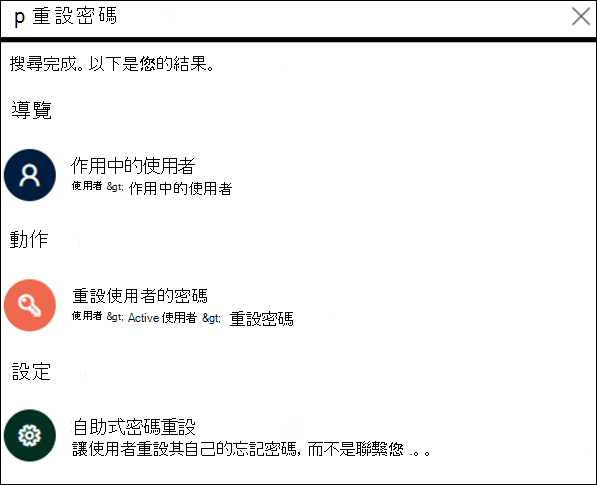 p 重設密碼
搜尋完成。以下是您的結果。
導覽
作用中的使用者
使用者 &gt; 作用中的使用者
動作
重設使用者的密碼
使用者 &gt; Active 使用者 &gt; 重設密碼
設定
自助式密碼重設
讓使用者重設其自己的忘記密碼, 而不是聯繫您 .。。